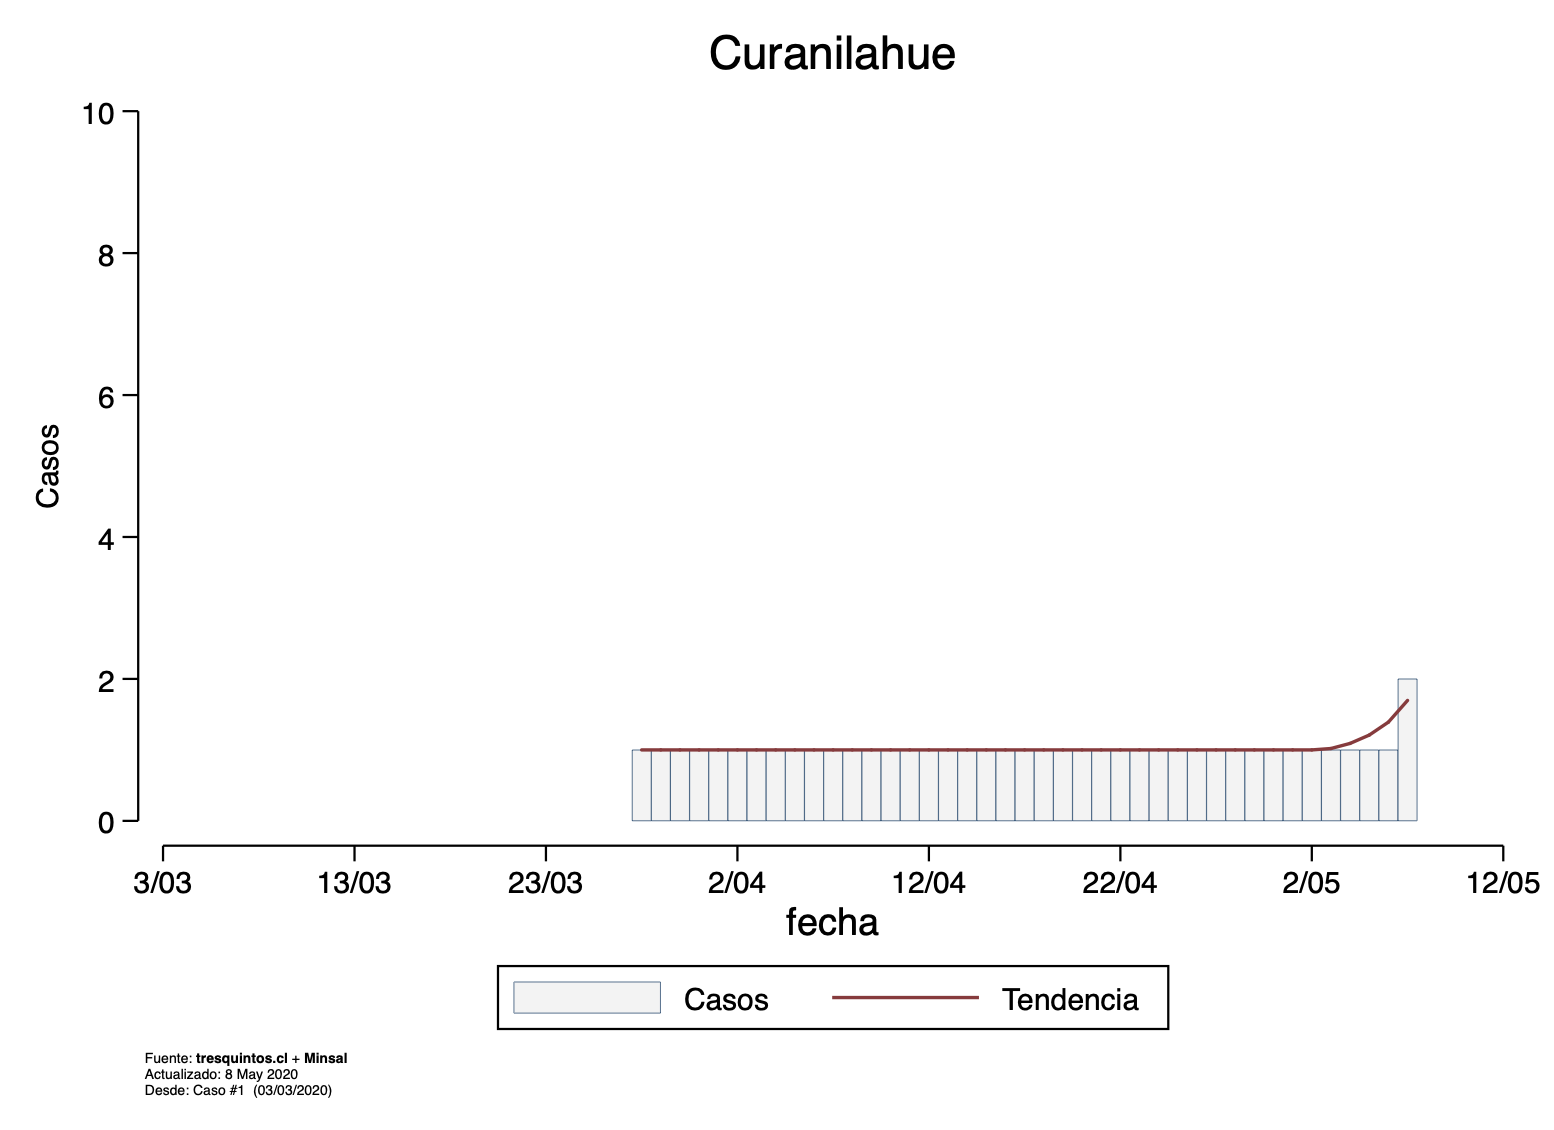 Curanilahue
10
8
6
4
2
0
Casos
3/03 13/03 23/03 2/04 12/04 22/04 2/05 12/05
fecha
Casos Tendencia
Fuente: tresquintos.cl + Minsal
Actualizado: 8 May 2020
Desde: Caso #1 (03/03/2020)